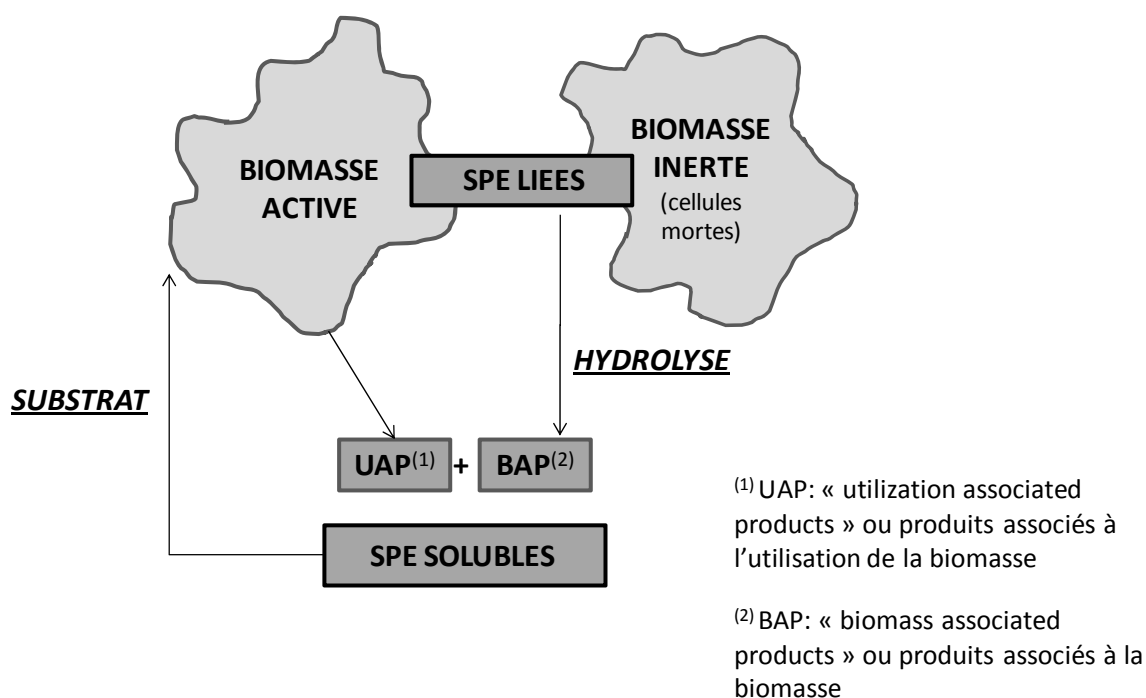 BIOMASSE
ACTIVE
SPE LIEES
BIOMASSE
INERTE
(cellules
mortes)
HYDROLYSE
SUBSTRAT
UAP(1) + BAP(2)
SPE SOLUBLES
(1) UAP: « utilization associated
products » ou produits associés à
l’utilisation de la biomasse
(2) BAP: « biomass associated
products » ou produits associés à la
biomasse